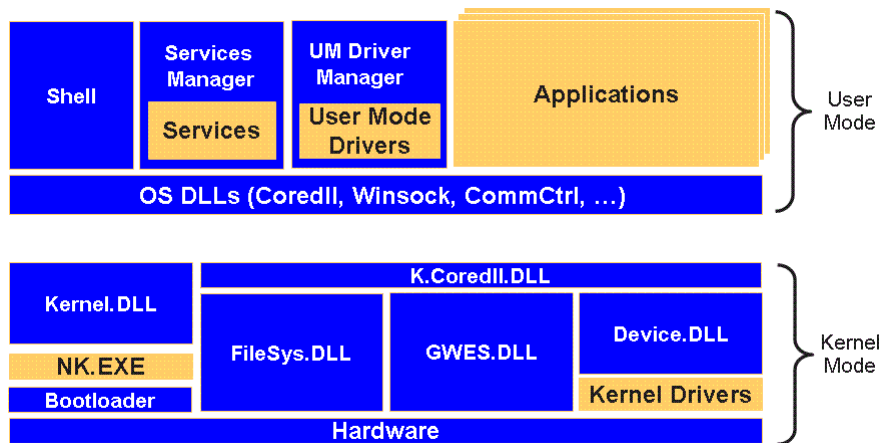 Shell
Services
Manager
Services
UM Driver
Manager
User Mode
Drivers
Applications
User
Mode
OS DLLs (Coredll, Winsock, CommCtrl, …)
K.Coredll.DLL
Kernel.DLL
NK.EXE
Bootloader
FileSys.DLL
GWES.DLL
Device.DLL
Kernel Drivers
Kernel
Mode
Hardware